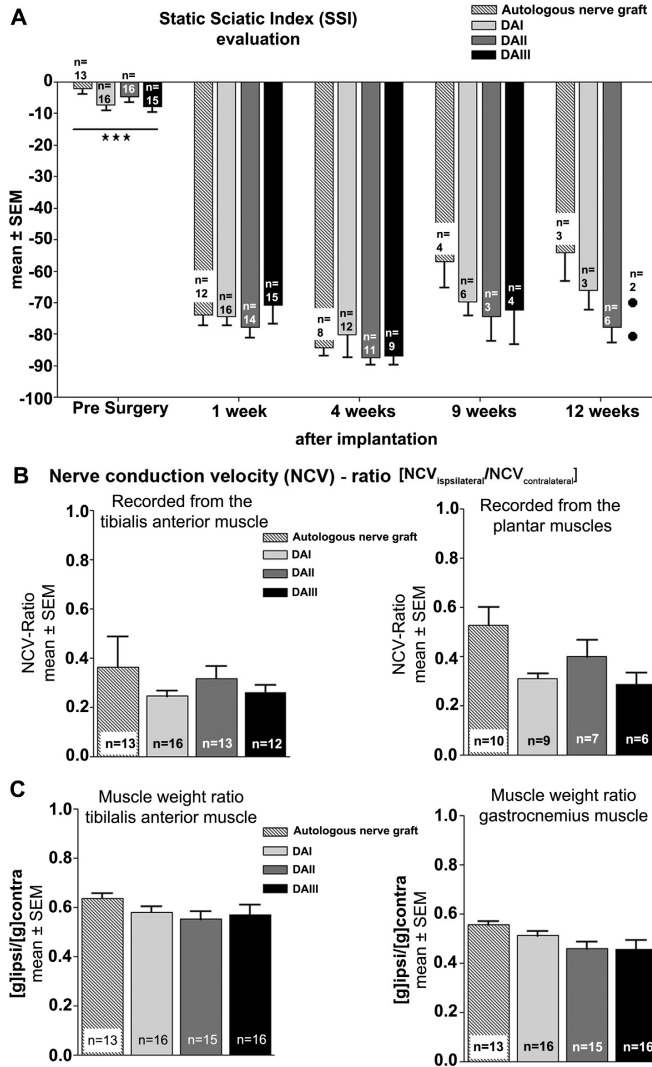 A
Static Sciatic Index (SSI)
evaluation
Autologous nerve graft
DAI
DAII
DAIII
n=
13
n=
16
n=
16
n=
15
0
-10
-20
-30
-40
-50
-60
-70
-80
-90
-100
mean ± SEM
★★★
n=
12
n=
16
n=
14
n=
15
n=
8
n=
12
n=
11
n=
9
n=
4
n=
6
n=
3
n=
4
n=
3
n=
3
n=
6
n=
2
Pre Surgery
1 week
4 weeks
9 weeks
12 weeks
after implantation
B
Nerve conduction velocity (NCV) - ratio [NCVispsilateral/NCVcontralateral]
Recorded from the
tibialis anterior muscle
Autologous nerve graft
DAI
DAII
DAIII
1.0
0.8
0.6
0.4
0.2
0.0
NCV-Ratio
mean ± SEM
n=13
n=16
n=13
n=12
Recorded from the
plantar muscles
1.0
0.8
0.6
0.4
0.2
0.0
NCV-Ratio
mean ± SEM
n=10
n=9
n=7
n=6
C
Muscle weight ratio
tibilalis anterior muscle
Autologous nerve graft
DAI
DAII
DAIII
1.0
0.8
0.6
0.4
0.2
0.0
[g]ipsi/[g]contra
mean ± SEM
n=13
n=16
n=15
n=16
Muscle weight ratio
gastrocnemius muscle
1.0
0.8
0.6
0.4
0.2
0.0
[g]ipsi/[g]contra
mean ± SEM
n=13
n=16
n=15
n=16